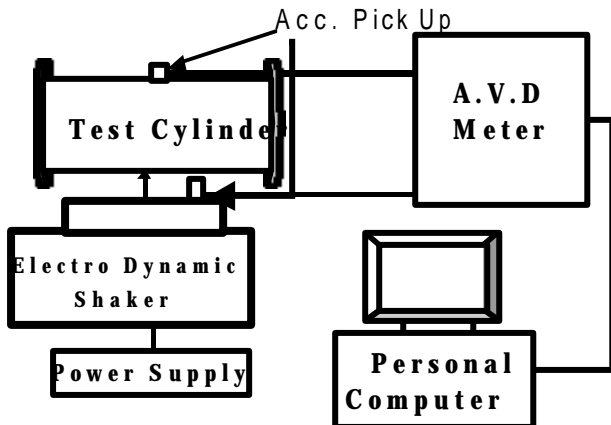 Acc. Pick Up
Test Cylinder
A.V.D
Meter
Electro Dynamic
Shaker
Power Supply
Personal
Computer